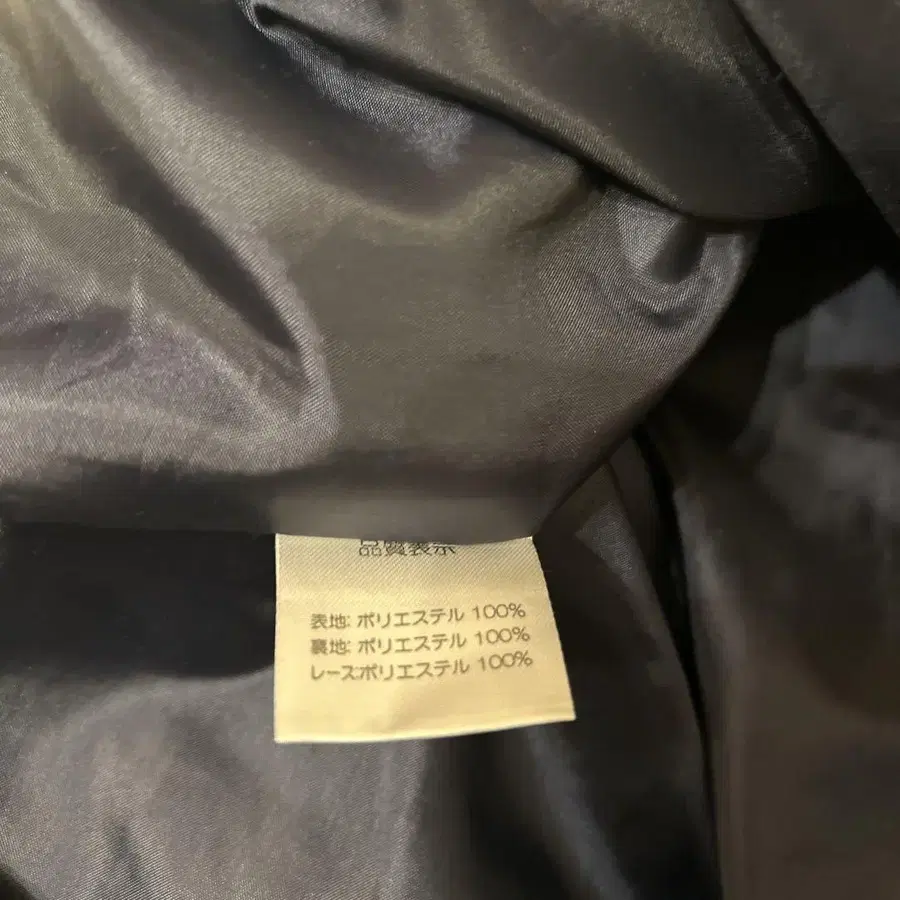 品質表示
表地: ポリエステル 100%
裏地: ポリエステル 100%
レース:ポリエステル 100%